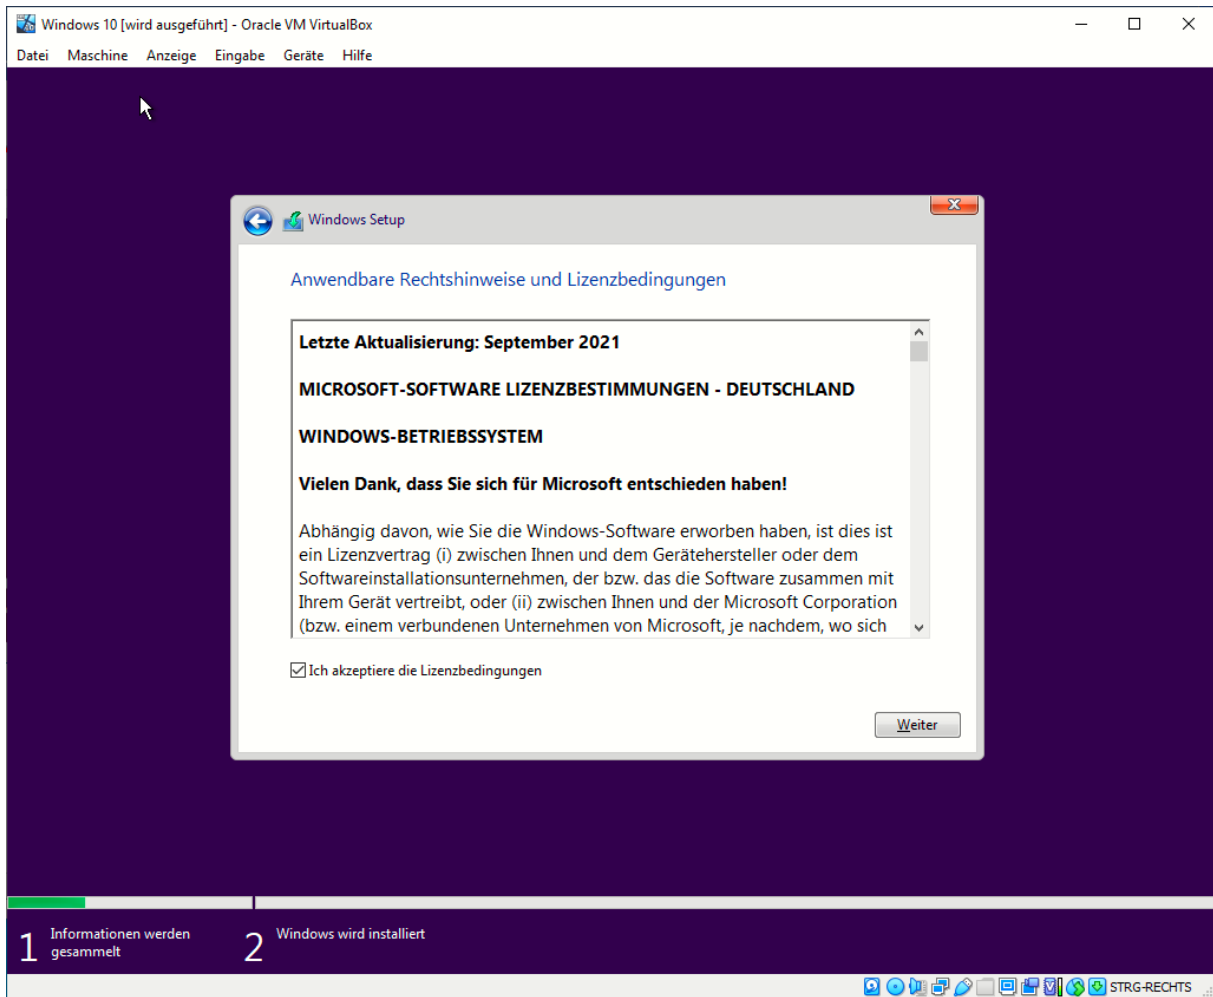 Windows 10 [wird ausgeführt] - Oracle VM VirtualBox
Datei Maschine Anzeige Eingabe Geräte Hilfe
Windows Setup
Anwendbare Rechtshinweise und Lizenzbedingungen
Letzte Aktualisierung: September 2021
MICROSOFT-SOFTWARE LIZENZBESTIMMUNGEN - DEUTSCHLAND
WINDOWS-BETRIEBSSYSTEM
Vielen Dank, dass Sie sich für Microsoft entschieden haben!
Abhängig davon, wie Sie die Windows-Software erworben haben, ist dies ist
ein Lizenzvertrag (i) zwischen Ihnen und dem Gerätehersteller oder dem
Softwareinstallationsunternehmen, der bzw. das die Software zusammen mit
Ihrem Gerät vertreibt, oder (ii) zwischen Ihnen und der Microsoft Corporation
(bzw. einem verbundenen Unternehmen von Microsoft, je nachdem, wo sich
Ich akzeptiere die Lizenzbedingungen
Weiter
1 Informationen werden
gesammelt
2 Windows wird installiert
STRG-RECHTS